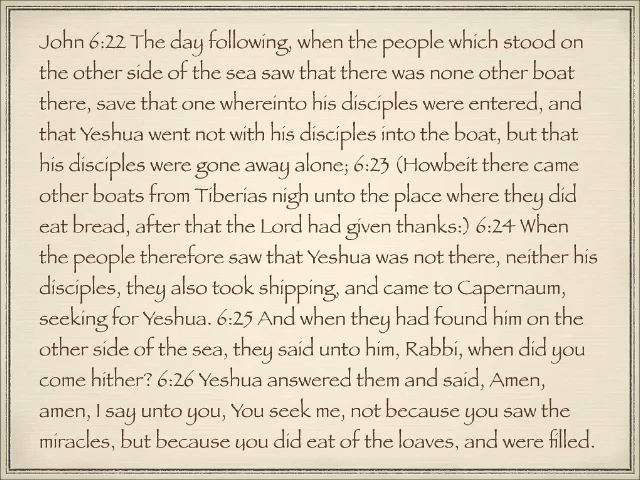 John 6:22 The day following, when the people which stood on
the other side of the sea saw that there was none other boat
there, save that one whereinto his disciples were entered, and
that Yeshua went not with his disciples into the boat, but that
his disciples were gone away alone; 6:23 (Howbeit there came
other boats from Tiberias nigh unto the place where they did
eat bread, after that the Lord had given thanks:) 6:24 When
the people therefore saw that Yeshua was not there, neither his
disciples, they also took shipping, and came to Capernaum,
seeking for Yeshua. 6:25 And when they had found him on the
other side of the sea, they said unto him, Rabbi, when did you
come hither? 6:26 Yeshua answered them and said, Amen,
amen, I say unto you, You seek me, not because you saw the
miracles, but because you did eat of the loaves, and were filled.